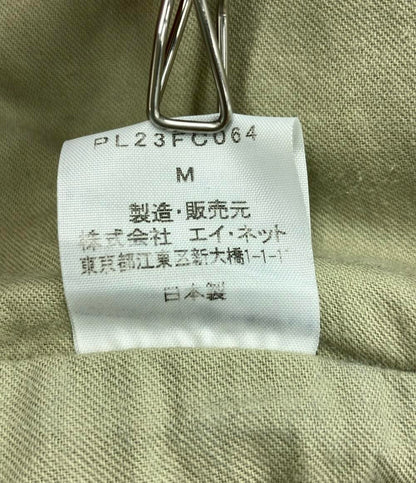 PL23FC064
M
製造・販売元
株式会社 エイ・ネット
東京都江東区新大橋1-1-1
日本製